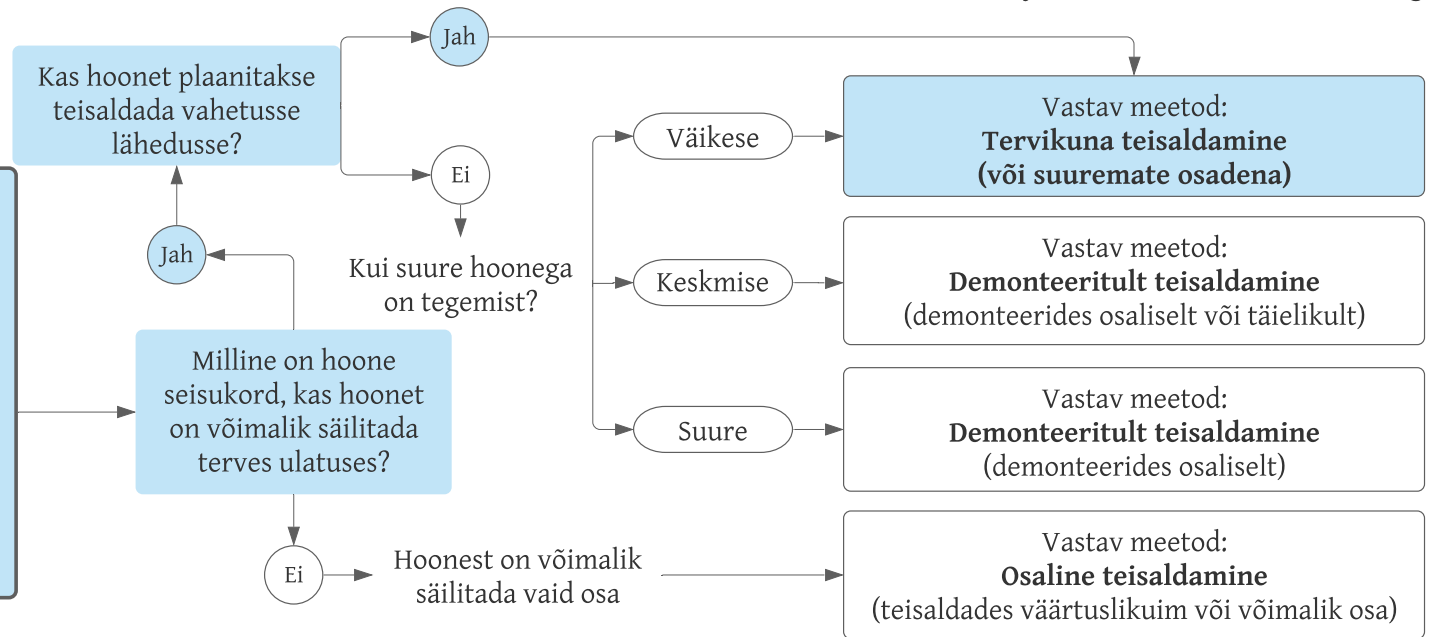 Jah
Kas hoonet plaanitakse
teisaldada vahetusse
lähedusse?
Ei
Jah
Kui suure hoonega
on tegemist?
Milline on hoone
seisukord, kas hoonet
on võimalik säilitada
terves ulatuses?
Ei
Hoonest on võimalik
säilitada vaid osa
Väikese
Keskmise
Suure
Vastav meetod:
Tervikuna teisaldamine
(või suuremate osadena)
Vastav meetod:
Demonteeritult teisaldamine
(demonteerides osaliselt või täielikult)
Vastav meetod:
Demonteeritult teisaldamine
(demonteerides osaliselt)
Vastav meetod:
Osaline teisaldamine
(teisaldades väärtuslikuim või võimalik osa)